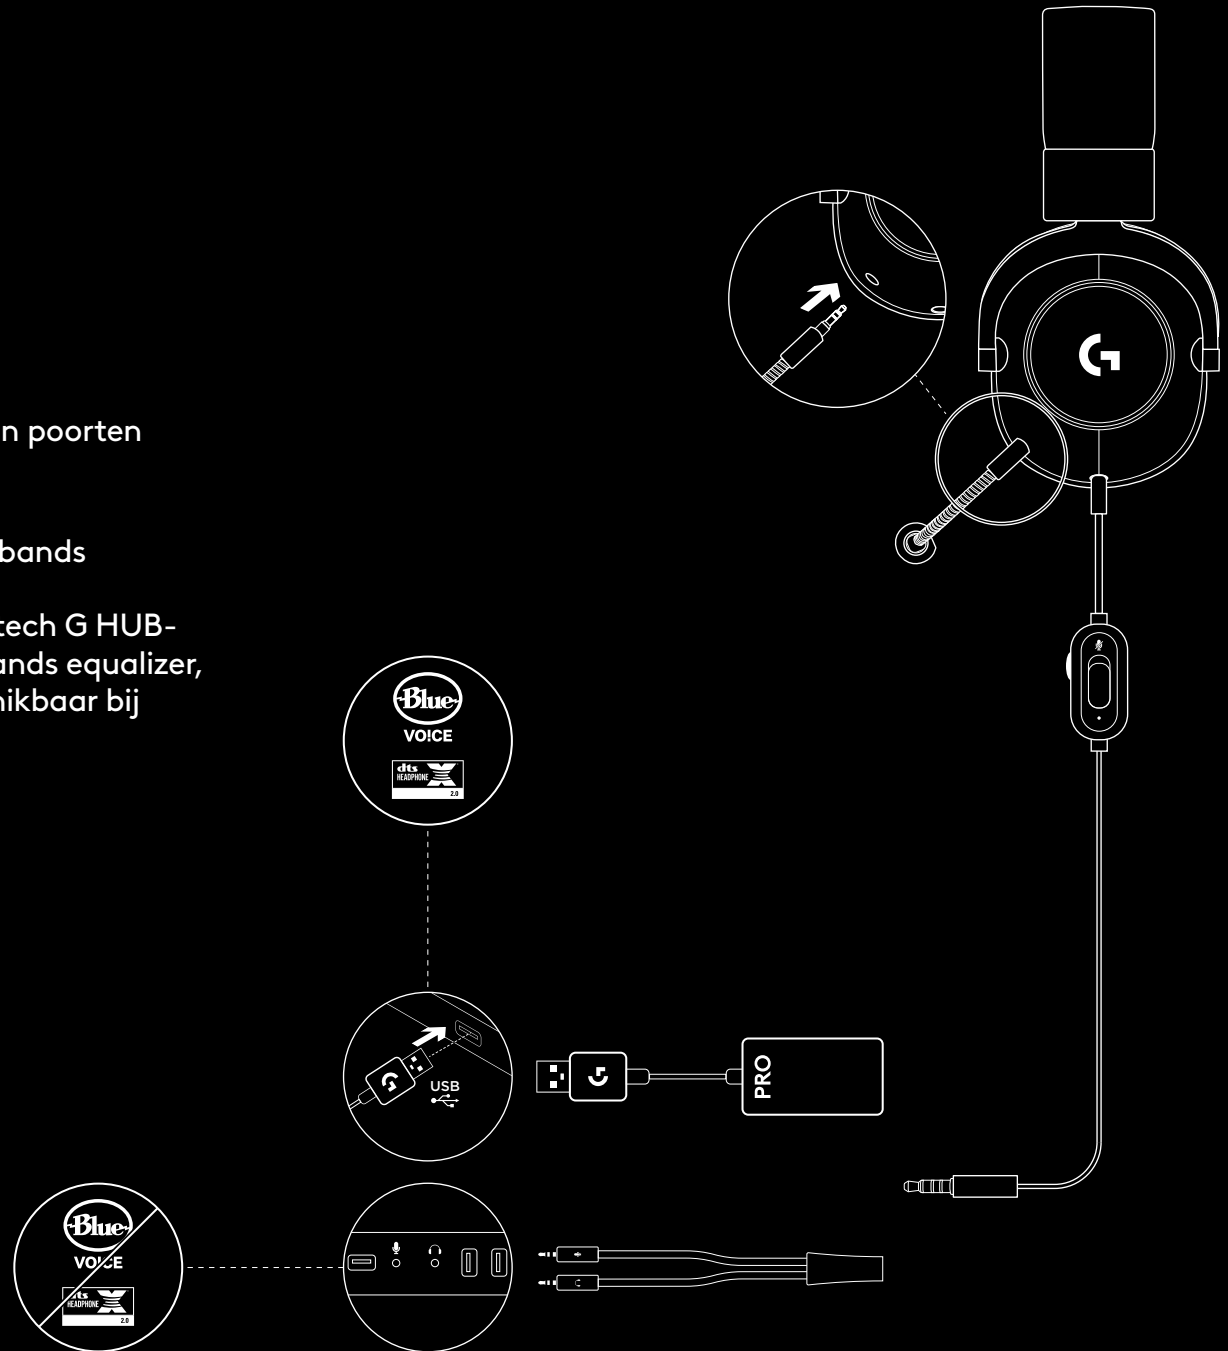 n poorten
bands
tech G HUB-
ands equalizer,
nikbaar bij
Blue
VO!CE
dts
HEADPHONE X
2.0
USB
PRO
Blue
VO!CE
dts
HEADPHONE X
2.0